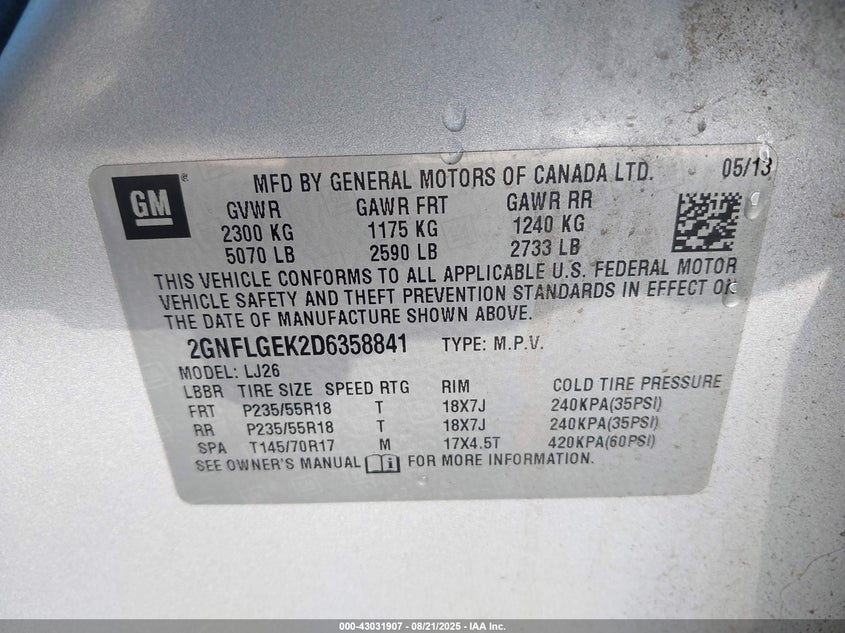 GM
®
MFD BY GENERAL MOTORS OF CANADA LTD. 05/13
GVWR GAWR FRT GAWR RR
2300 KG 1175 KG 1240 KG
5070 LB 2590 LB 2733 LB
THIS VEHICLE CONFORMS TO ALL APPLICABLE U.S. FEDERAL MOTOR
VEHICLE SAFETY AND THEFT PREVENTION STANDARDS IN EFFECT ON
THE DATE OF MANUFACTURE SHOWN ABOVE.
2GNFLGEK2D6358841 TYPE: M.P.V.
MODEL: LJ26
LBBR TIRE SIZE SPEED RTG RIM COLD TIRE PRESSURE
FRT P235/55R18 T 18X7J 240KPA(35PSI)
RR P235/55R18 T 18X7J 240KPA(35PSI)
SPA T145/70R17 M 17X4.5T 420KPA(60PSI)
SEE OWNER'S MANUAL FOR MORE INFORMATION.
000-43031907 - 08/21/2025 - IAA Inc.